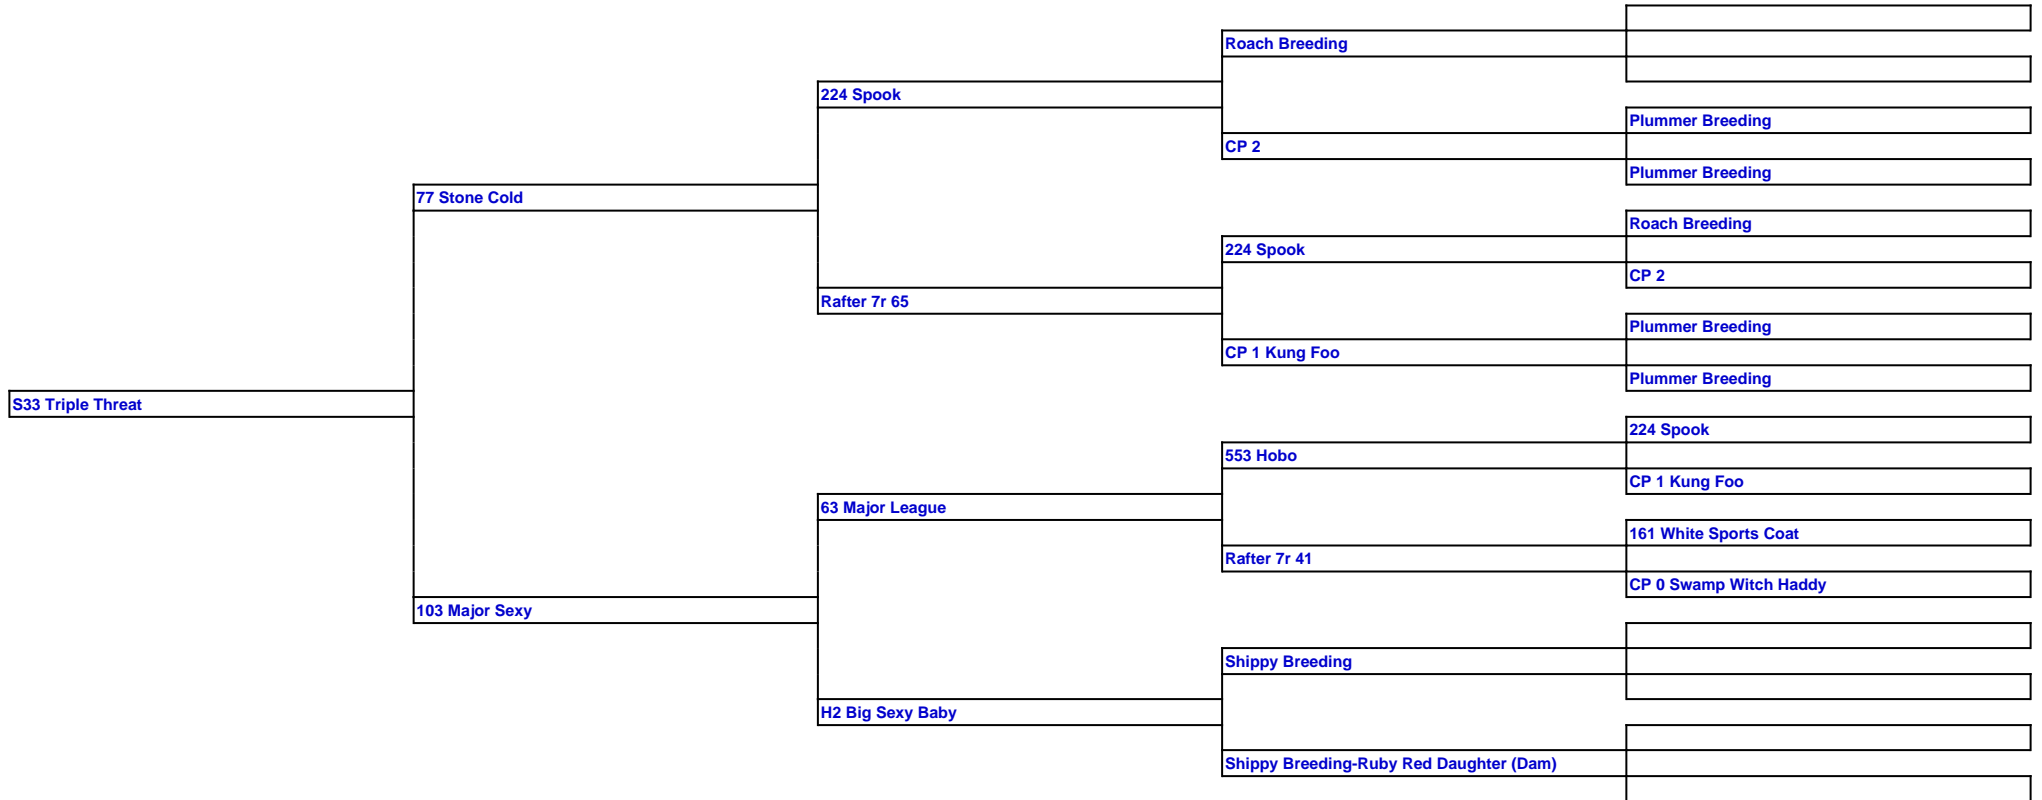 Roach Breeding
224 Spook
Plummer Breeding
CP 2
Plummer Breeding
77 Stone Cold
Roach Breeding
224 Spook
CP 2
Rafter 7r 65
Plummer Breeding
CP 1 Kung Foo
Plummer Breeding
S33 Triple Threat
224 Spook
553 Hobo
CP 1 Kung Foo
63 Major League
161 White Sports Coat
Rafter 7r 41
CP 0 Swamp Witch Haddy
103 Major Sexy
Shippy Breeding
H2 Big Sexy Baby
Shippy Breeding-Ruby Red Daughter (Dam)